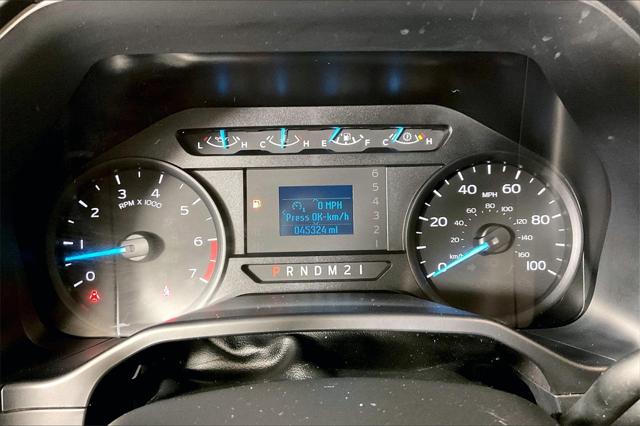 L H C H E F C H
0 1 2 3 4 5 6 7
RPM X 1000
0 MPH
Press OK-km/h
045324 mi
6
5
4
3
2
1
P R N D M 2 1
MPH
0 20 40 60 80 100 100
km/h
20 40 60 80 100 120 140 160